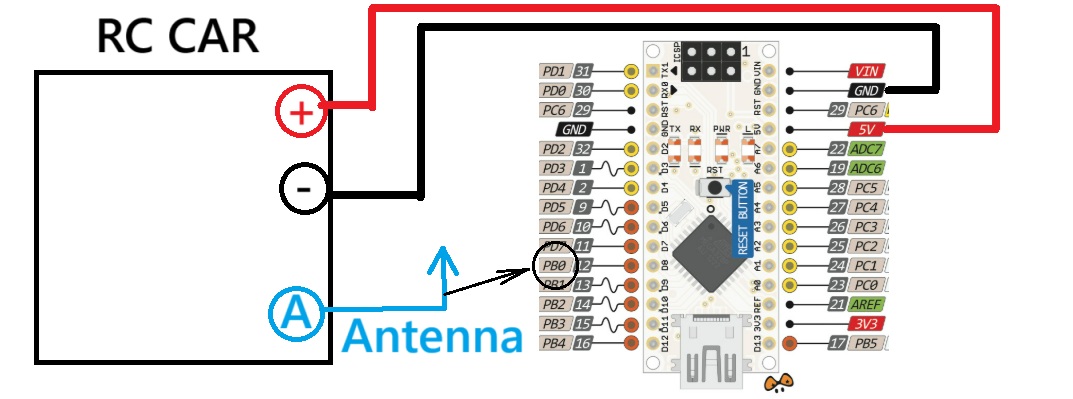 RC CAR
+
-
A
Antenna
ICSP
1
PD1 31 TX1 VIN VIN
PD0 30 RX0 GND GND
PC6 29 RST RST 29 PC6
GND GND 5V 5V
TX RX PWR L
PD2 32 D2 A7 22 ADC7
PD3 1 D3 A6 19 ADC6
RST
PD4 2 D4 A5 28 PC5
PD5 9 D5 A4 27 PC4
PD6 10 D6 A3 26 PC3
RESET BUTTON
PD7 11 D7 A2 25 PC2
PB0 12 D8 A1 24 PC1
PB1 13 D9 A0 23 PC0
PB2 14 D10 REF 21 AREF
PB3 15 D11 3V3 3V3
PB4 16 D12 D13 17 PB5